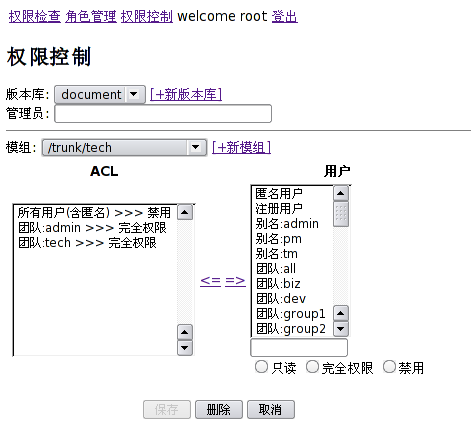 权限检查 角色管理 权限控制 welcome root 登出
权限控制
版本库: document [+新版本库]
管理员:
模组: /trunk/tech [+新模组]
ACL
所有用户(含匿名) >>> 禁用
团队:admin >>> 完全权限
团队:tech >>> 完全权限
<= =>
用户
匿名用户
注册用户
别名:admin
别名:pm
别名:tm
团队:all
团队:biz
团队:dev
团队:group1
团队:group2
只读 完全权限 禁用
保存 删除 取消